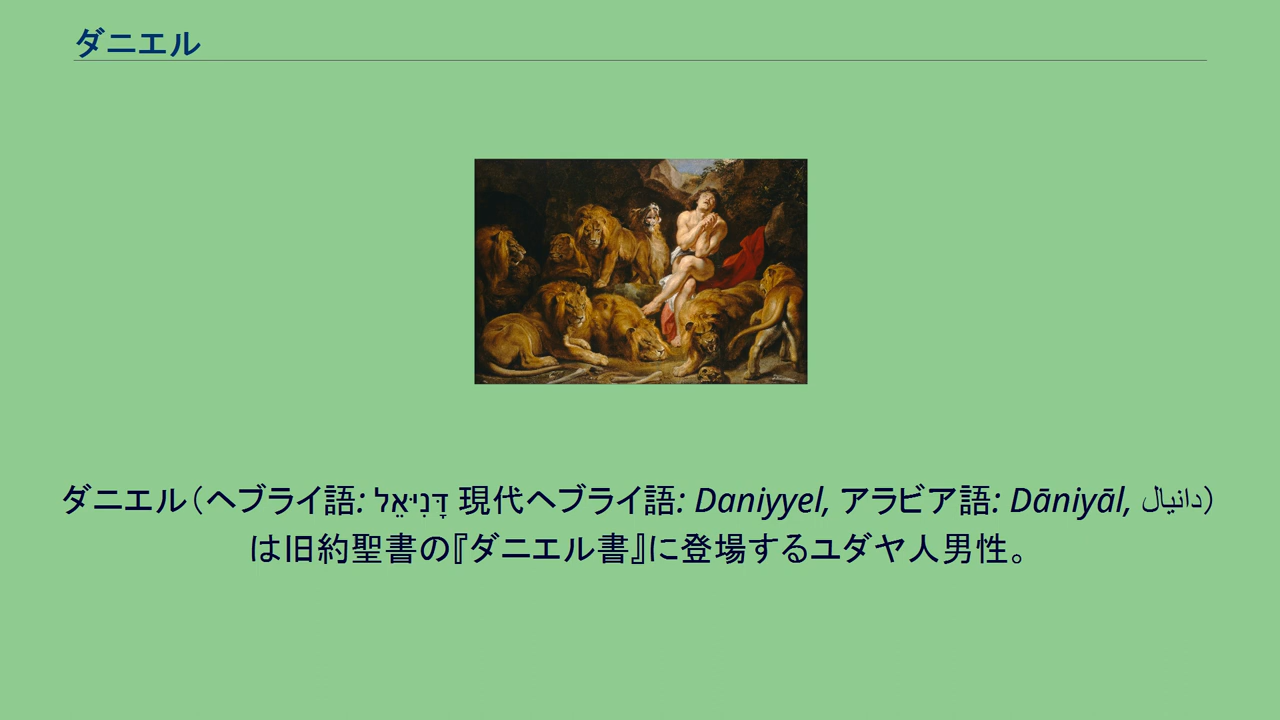 ダニエル
ダニエル（ヘブライ語: דָּנִיּאֵל 現代ヘブライ語: Daniyyel, アラビア語: Dāniyāl, دانيال）
は旧約聖書の『ダニエル書』に登場するユダヤ人男性。